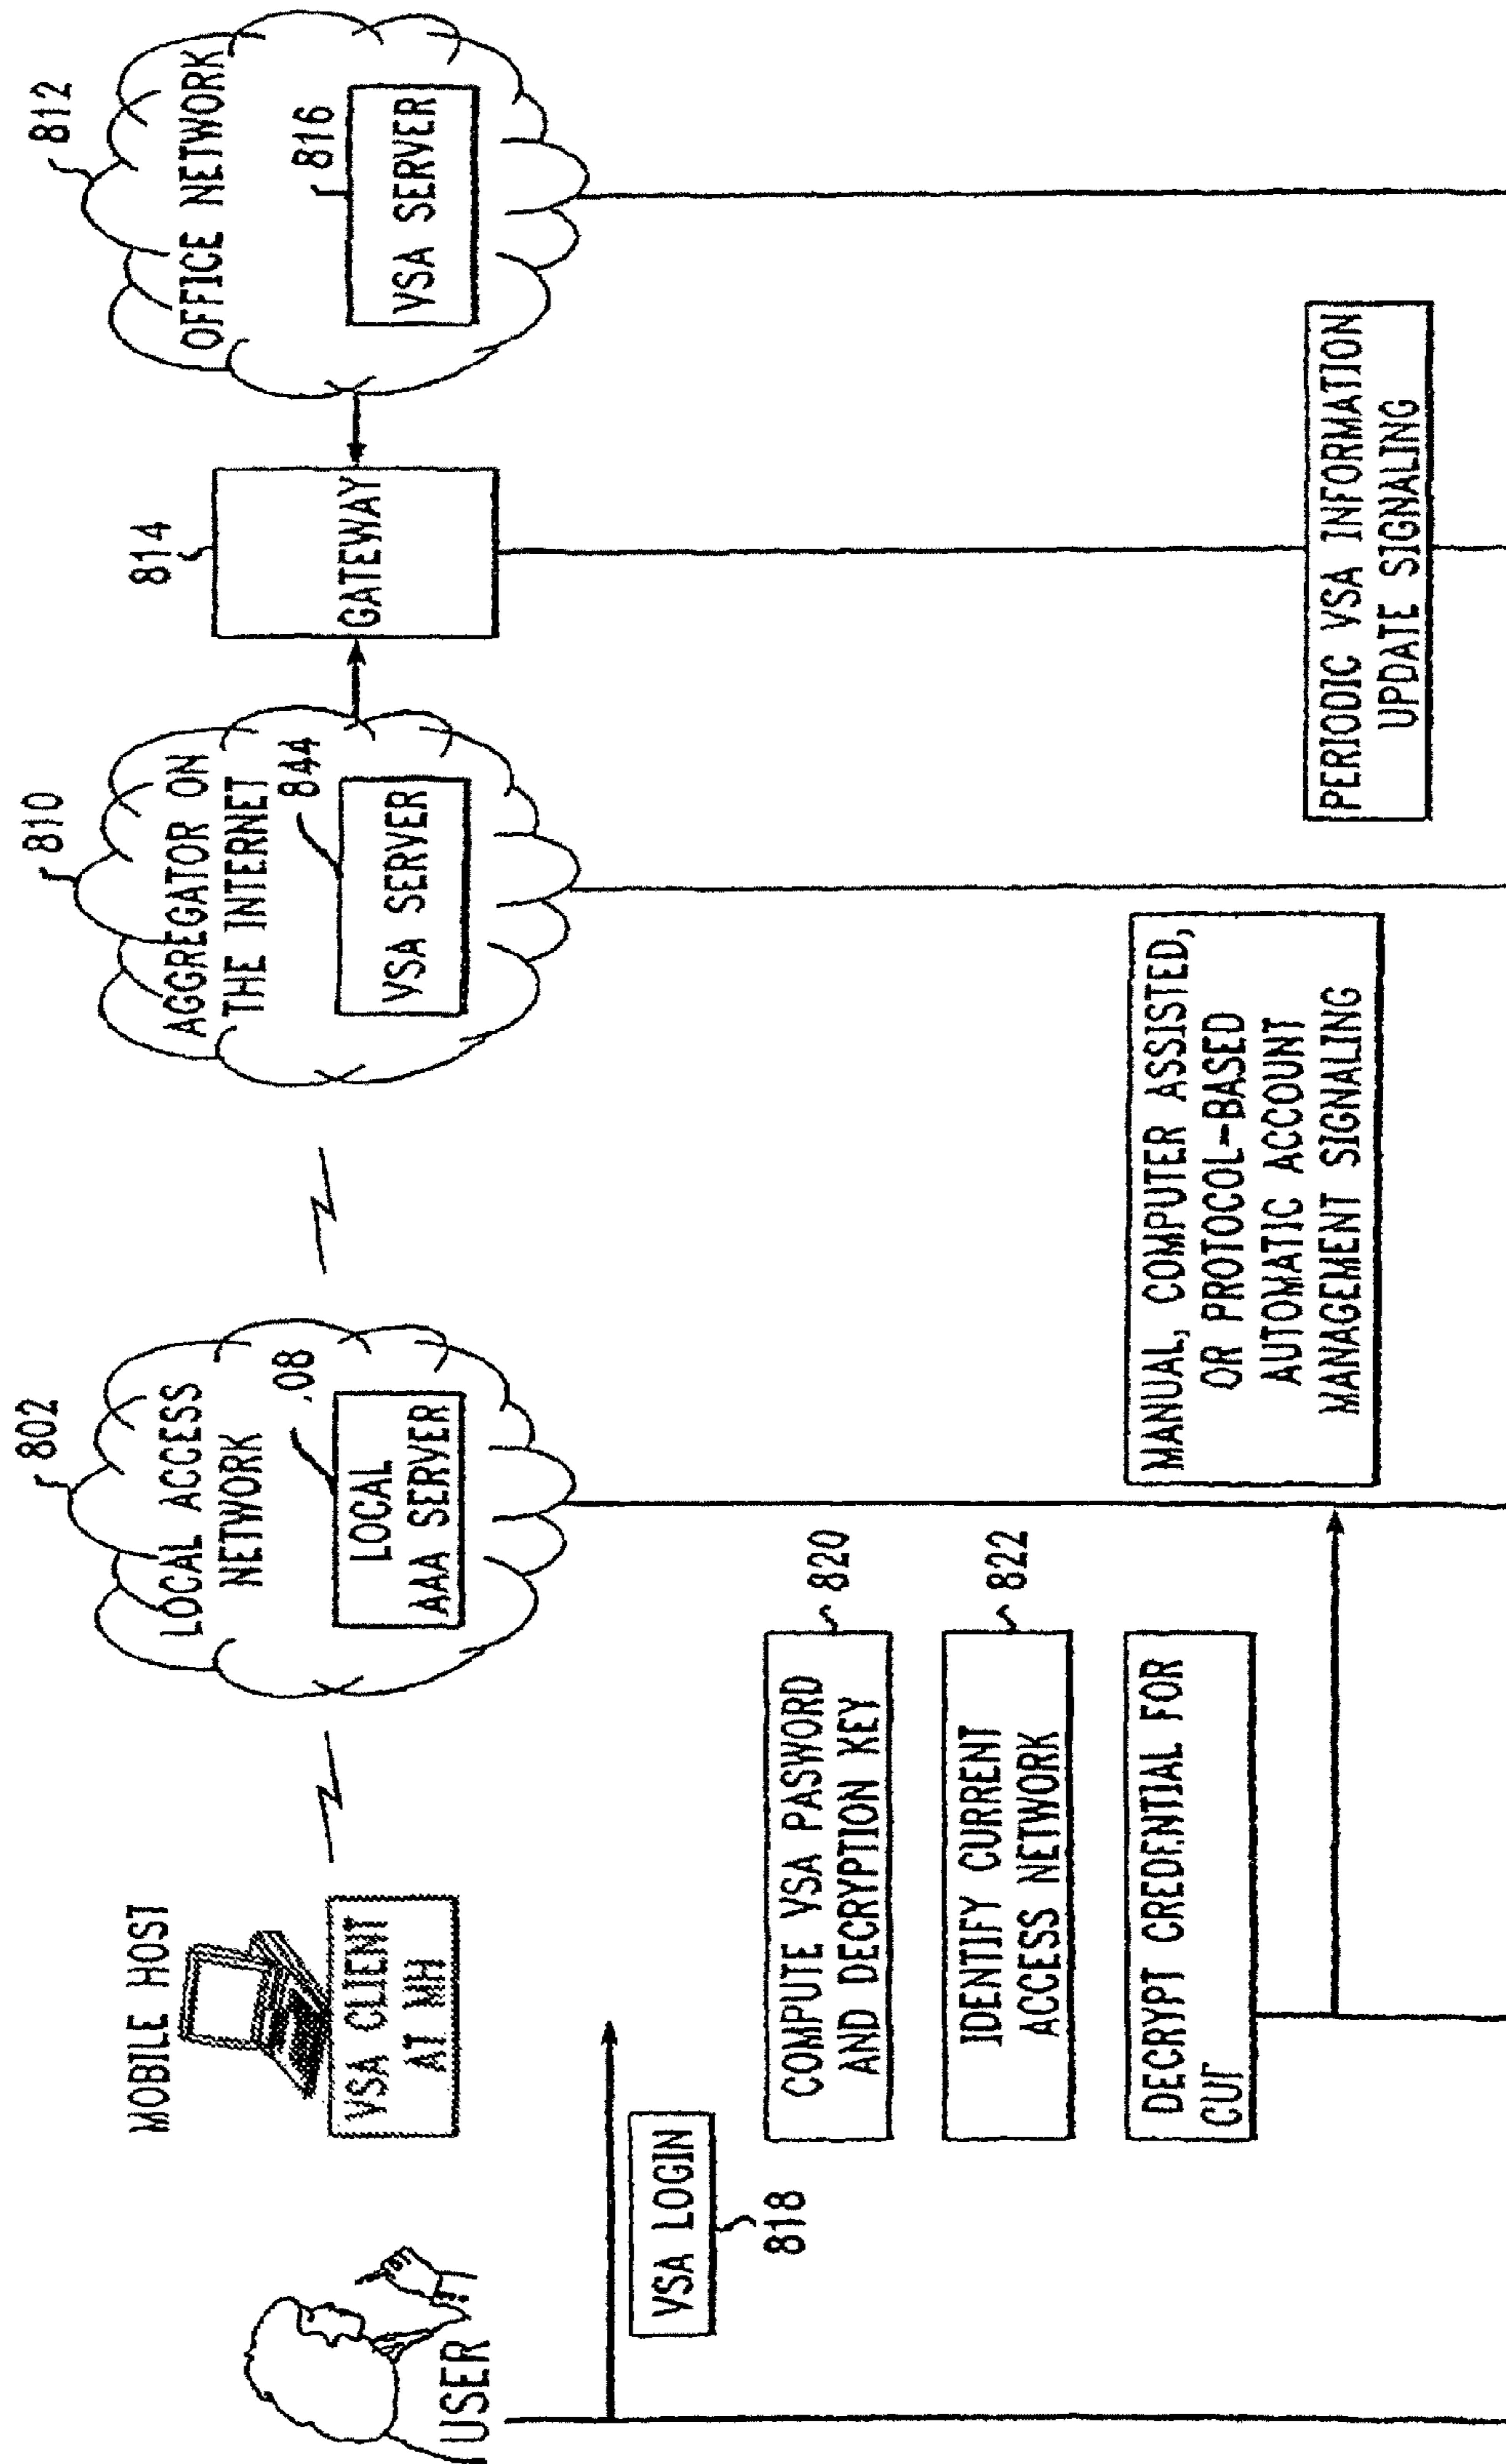 USER
MOBILE HOST
VSA CLIENT
AT MH
802
LOCAL ACCESS
NETWORK
.08
LOCAL
AAA SERVER
810
AGGREGATOR ON
THE INTERNET
844
VSA SERVER
814
GATEWAY
812
OFFICE NETWORK
816
VSA SERVER
VSA LOGIN
818
COMPUTE VSA PASWORD
AND DECRYPTION KEY
820
IDENTIFY CURRENT
ACCESS NETWORK
822
DECRYPT CREDENTIAL FOR
MANUAL, COMPUTER ASSISTED,
OR PROTOCOL-BASED
AUTOMATIC ACCOUNT
MANAGEMENT SIGNALING
PERIODIC VSA INFORMATION
UPDATE SIGNALING